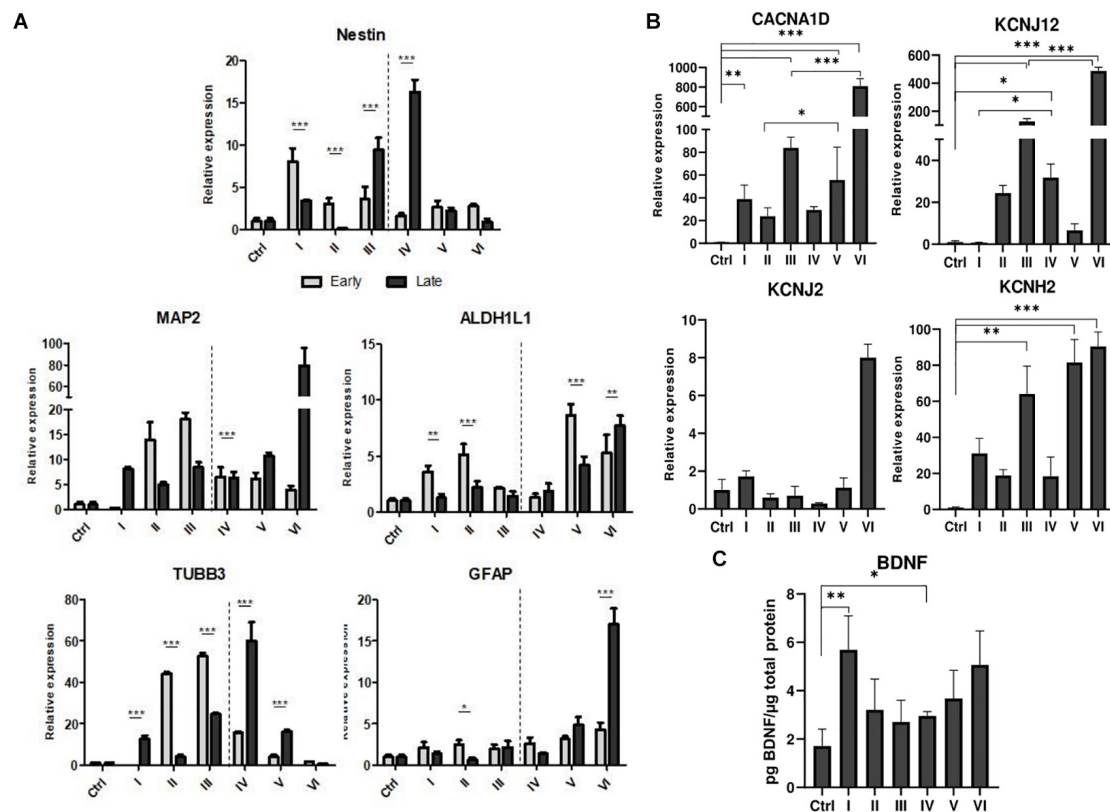 A
Nestin
Relative expression
20
15
10
5
0
***
***
***
***
Ctrl I II III IV V VI
Early Late
MAP2
Relative expression
100
80
60
40
20
15
10
5
0
***
Ctrl I II III IV V VI
ALDH1L1
Relative expression
15
10
5
0
**
***
***
**
Ctrl I II III IV V VI
TUBB3
Relative expression
80
60
40
20
0
***
***
***
***
***
Ctrl I II III IV V VI
GFAP
Relative expression
20
15
10
5
0
*
***
Ctrl I II III IV V VI
B
CACNA1D
Relative expression
1000
800
600
400
200
80
60
40
20
0
***
**
***
*
Ctrl I II III IV V VI
KCNJ12
Relative expression
600
400
200
100
80
60
40
20
0
***
***
*
*
Ctrl I II III IV V VI
KCNJ2
Relative expression
8
6
4
2
0
Ctrl I II III IV V VI
KCNH2
Relative expression
100
80
60
40
20
0
***
**
Ctrl I II III IV V VI
C
BDNF
pg BDNF/µg total protein
8
6
4
2
0
*
**
Ctrl I II III IV V VI